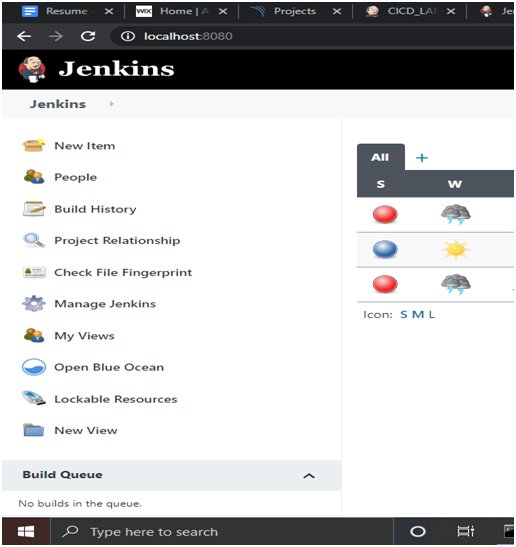 Resume -
WIX Home | A
Projects
CICD_LA
Je
localhost:8080
Jenkins
Jenkins
New Item
People
Build History
Project Relationship
Check File Fingerprint
Manage Jenkins
My Views
Open Blue Ocean
Lockable Resources
New View
Build Queue
No builds in the queue.
All +
S W
Icon: S M L
Type here to search